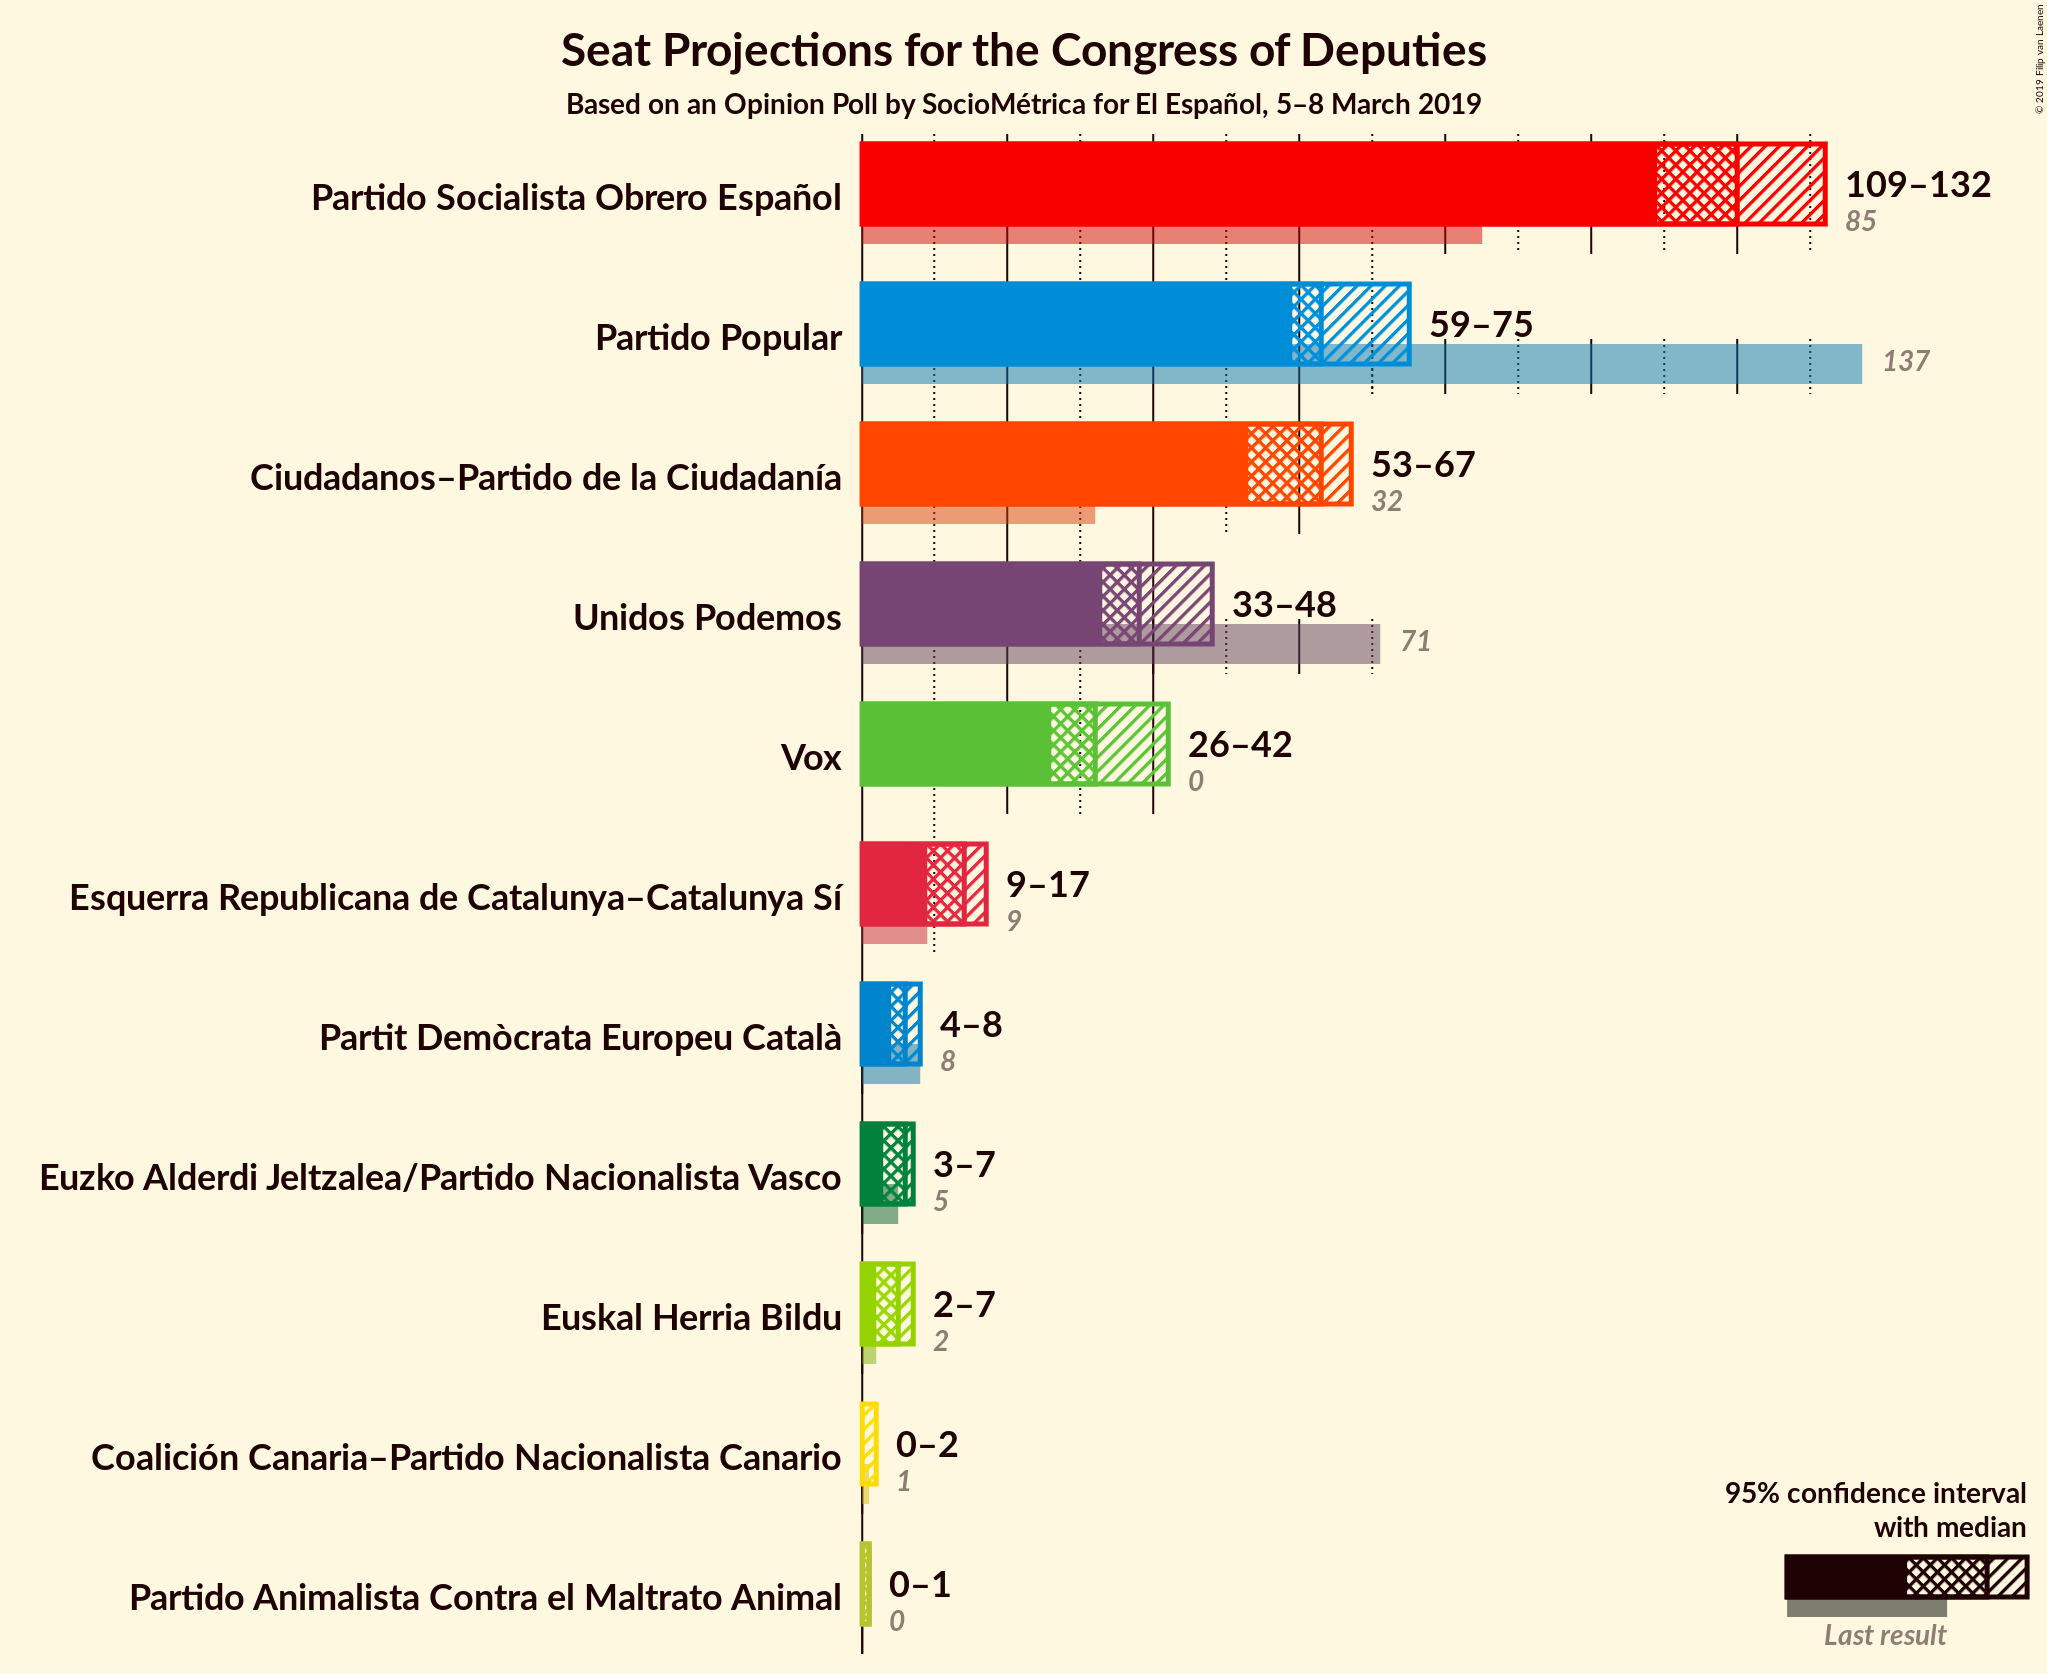 Seat Projections for the Congress of Deputies
Based on an Opinion Poll by SocioMétrica for El Español, 5–8 March 2019
© 2019 Filip van Laenen
Partido Socialista Obrero Español
109–132
85
Partido Popular
59–75
137
Ciudadanos–Partido de la Ciudadanía
53–67
32
Unidos Podemos
33–48
71
Vox
26–42
0
Esquerra Republicana de Catalunya–Catalunya Sí
9–17
9
Partit Demòcrata Europeu Català
4–8
8
Euzko Alderdi Jeltzalea/Partido Nacionalista Vasco
3–7
5
Euskal Herria Bildu
2–7
2
Coalición Canaria–Partido Nacionalista Canario
0–2
1
Partido Animalista Contra el Maltrato Animal
0–1
0
95% confidence interval
with median
Last result